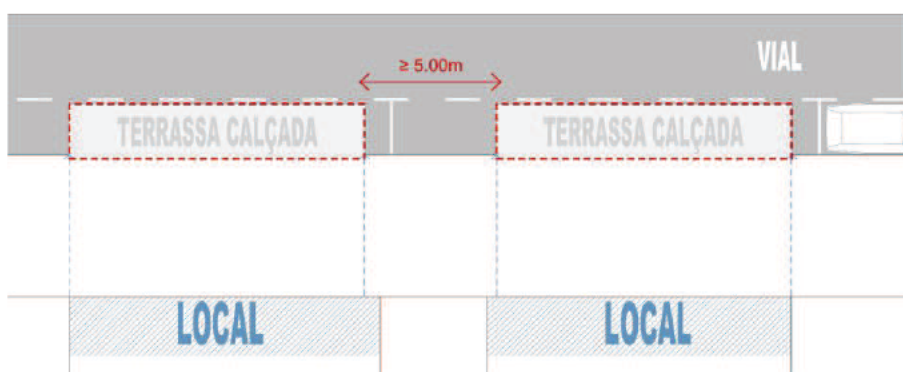 VIAL
≥ 5.00m
TERRASSA CALÇADA
TERRASSA CALÇADA
LOCAL
LOCAL